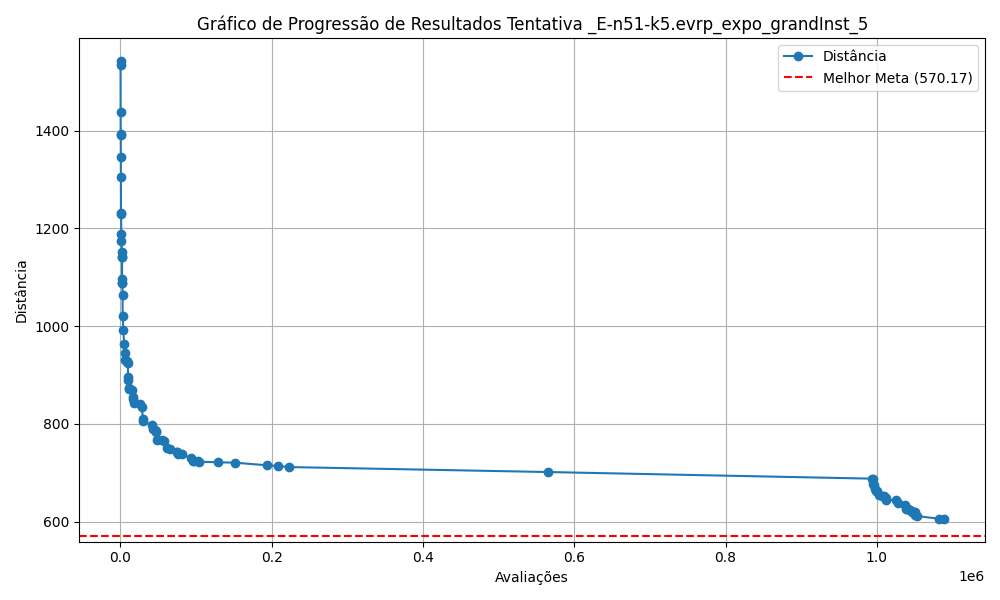 Gráfico de Progressão de Resultados Tentativa _E-n51-k5.evrp_expo_grandInst_5
Distância
Melhor Meta (570.17)
Distância
1400
1200
1000
800
600
0.0
0.2
0.4
0.6
0.8
1.0
1e6
Avaliações